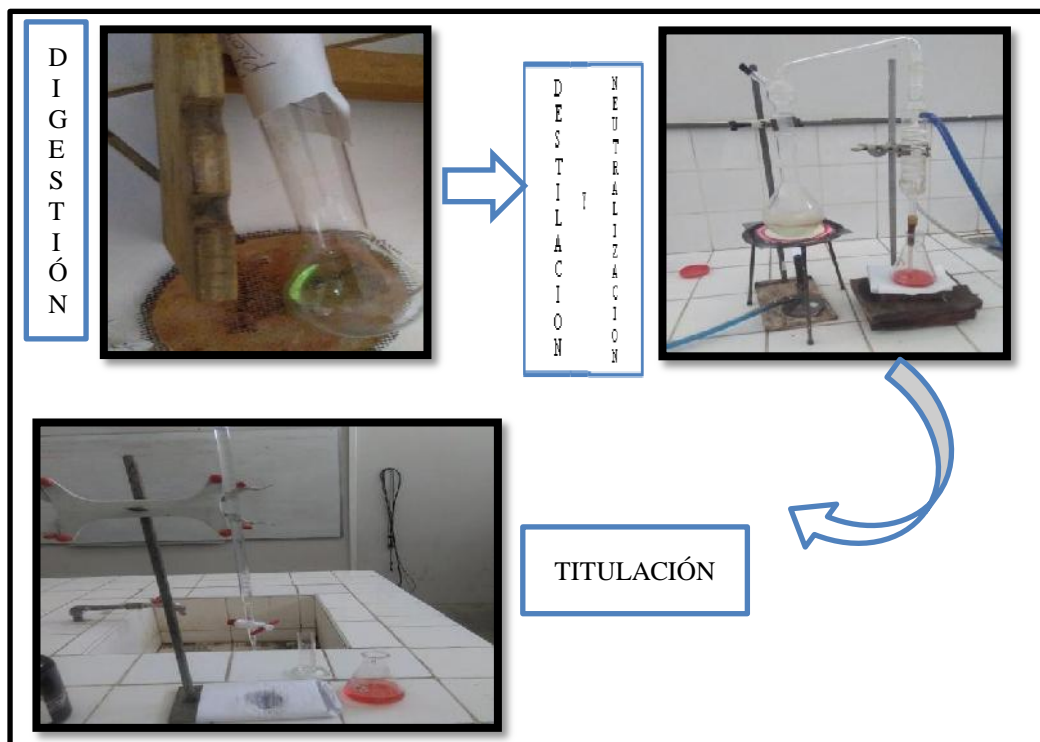 DIGESTIÓN
DESTILACION
Y
NEUTRALIZACION
TITULACIÓN